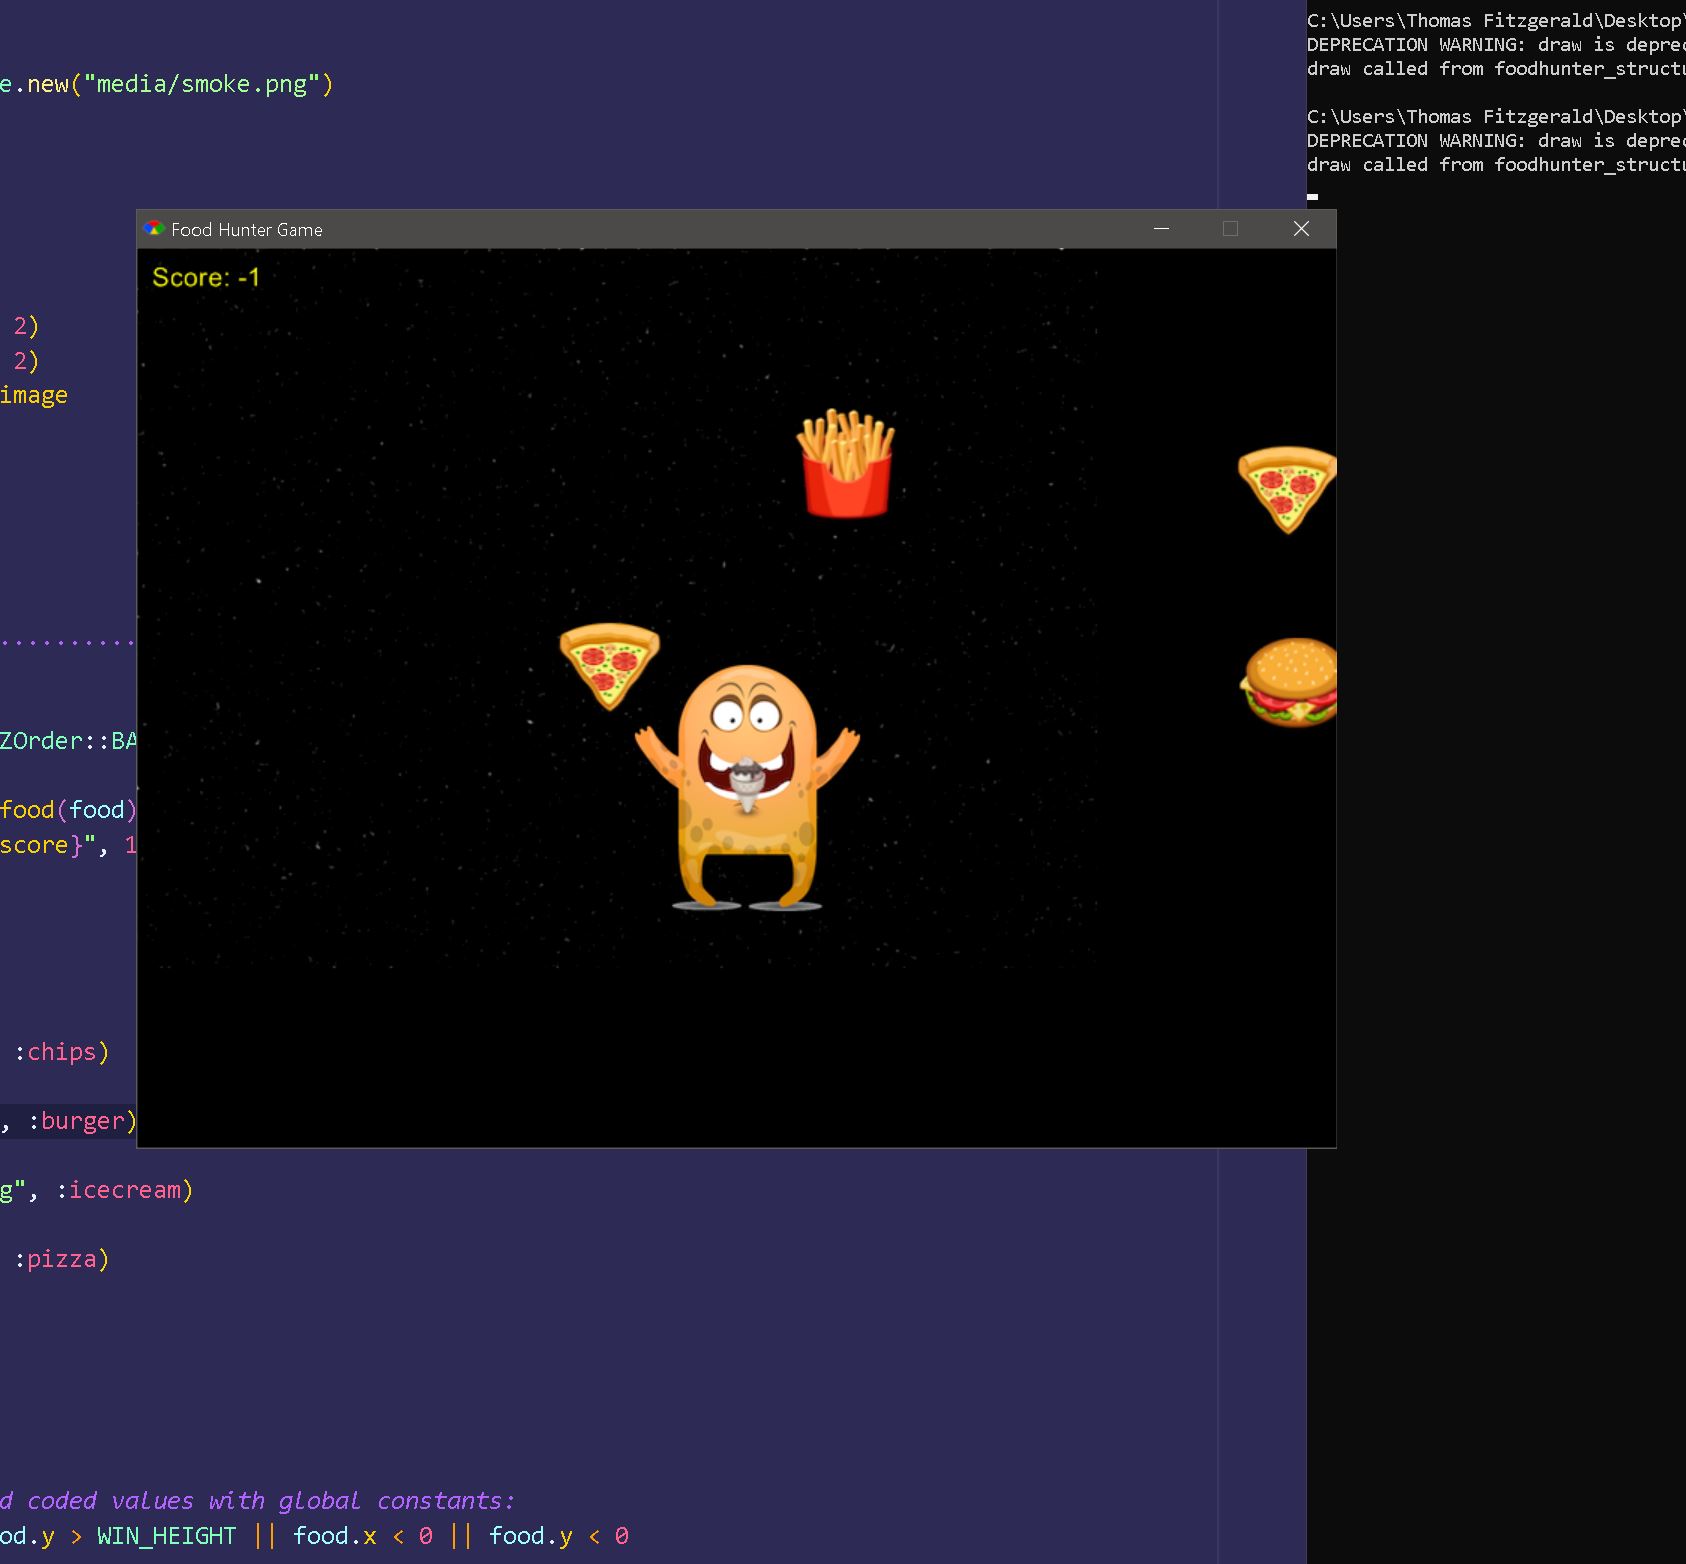 e.new("media/smoke.png")
2)
2)
image
ZOrder::BA
food(food)
score}", 1
:chips)
, :burger)
g", :icecream)
:pizza)
d coded values with global constants:
od.y > WIN_HEIGHT || food.x < 0 || food.y < 0
Food Hunter Game
Score: -1
C:\Users\Thomas Fitzgerald\Desktop\
DEPRECATION WARNING: draw is deprec
draw called from foodhunter_structu
C:\Users\Thomas Fitzgerald\Desktop\
DEPRECATION WARNING: draw is deprec
draw called from foodhunter_structu